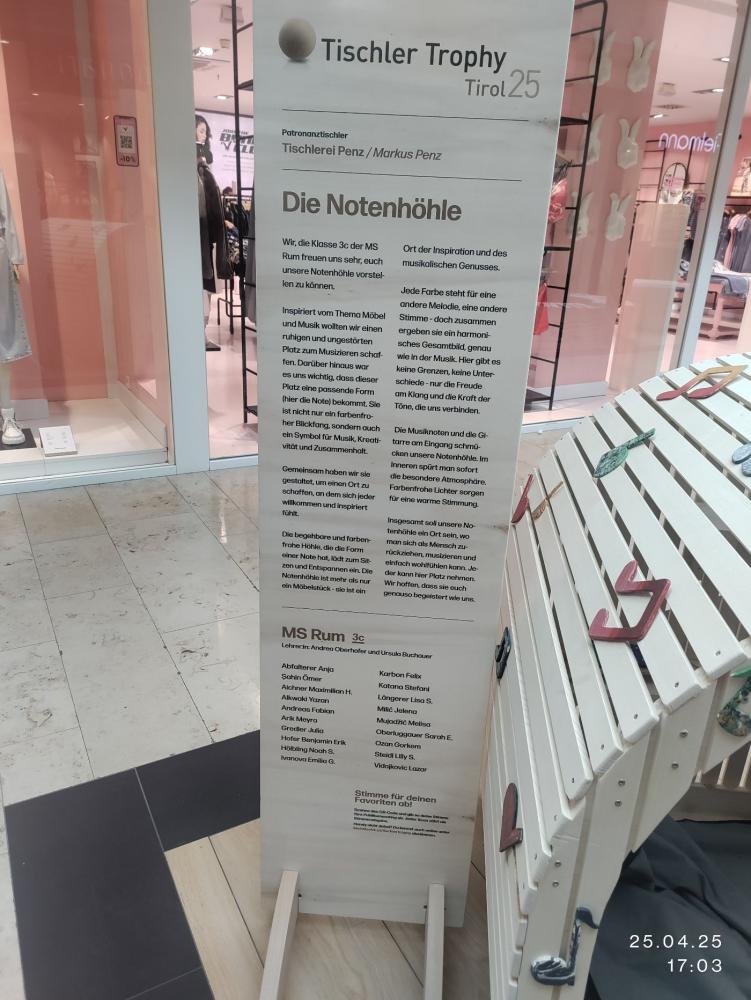 Tischler Trophy
Tirol 25
Patronanztischler
Tischlerei Penz / Markus Penz
Die Notenhöhle
Wir, die Klasse 3c der MS
Rum freuen uns sehr, euch
unsere Notenhöhle vorstel-
len zu können.
Inspiriert vom Thema Möbel
und Musik wollten wir einen
ruhigen und ungestörten
Platz zum Musizieren schaf-
fen. Darüber hinaus war
es uns wichtig, dass dieser
Platz eine passende Form
(hier die Note) bekommt. Sie
ist nicht nur ein farbenfro-
her Blickfang, sondern auch
ein Symbol für Musik, Kreati-
vität und Zusammenhalt.
Gemeinsam haben wir sie
gestaltet, um einen Ort zu
schaffen, an dem sich jeder
willkommen und inspiriert
fühlt.
Die begehbare und farben-
frohe Höhle, die die Form
einer Note hat, lädt zum Sit-
zen und Entspannen ein. Die
Notenhöhle ist mehr als nur
ein Möbelstück - sie ist ein
Ort der Inspiration und des
musikalischen Genusses.
Jede Farbe steht für eine
andere Melodie, eine andere
Stimme - doch zusammen
ergeben sie ein harmoni-
sches Gesamtbild, genau
wie in der Musik. Hier gibt es
keine Grenzen, keine Unter-
schiede - nur die Freude
am Klang und die Kraft der
Töne, die uns verbinden.
Die Musiknoten und die Gi-
tarre am Eingang schmü-
cken unsere Notenhöhle. Im
Inneren spürt man sofort
die besondere Atmosphäre.
Farbenfrohe Lichter sorgen
für eine warme Stimmung.
Insgesamt soll unsere No-
tenhöhle ein Ort sein, wo
man sich als Mensch zu-
rückziehen, musizieren und
einfach wohlfühlen kann. Je-
der kann hier Platz nehmen.
Wir hoffen, dass sie euch
genauso begeistert wie uns.
MS Rum 3c
Lehrer:in: Andrea Oberhofer und Ursula Buchauer
Abfalterer Anja
Şahin Ömer
Aichner Maximilian H.
Alkwaki Yazan
Andreas Fabian
Arik Meyra
Gredler Julia
Hofer Benjamin Erik
Hölbling Noah S.
Ivanova Emilia G.
Karbon Felix
Katana Stefani
Längerer Lisa S.
Milić Jelena
Mujadžić Melisa
Oberluggauer Sarah E.
Ozan Gorkem
Steidl Lilly S.
Vidojkovic Lazar
Stimme für deinen
Favoriten ab!
-10%
25.04.25
17:03